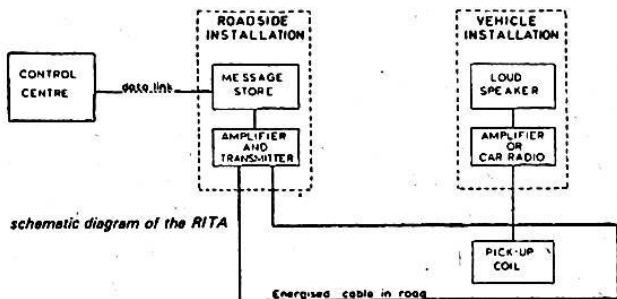 ROADSIDE
INSTALLATION
VEHICLE
INSTALLATION
CONTROL
CENTRE
data link
MESSAGE
STORE
LOUD
SPEAKER
AMPLIFIER
AND
TRANSMITTER
AMPLIFIER
OR
CAR RADIO
schematic diagram of the RITA
PICK-UP
COIL
Energised cable in road